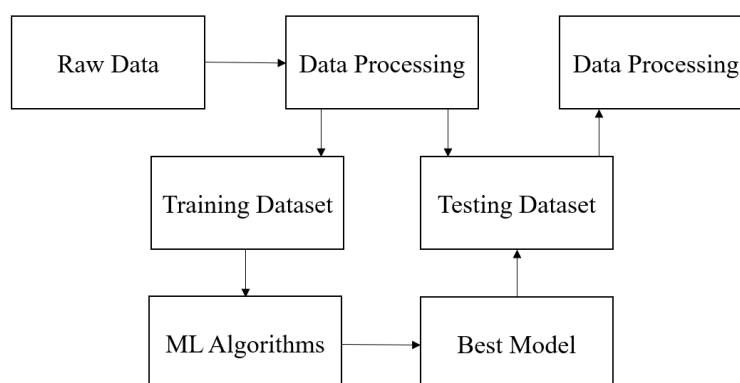 Raw Data
Data Processing
Data Processing
Training Dataset
Testing Dataset
ML Algorithms
Best Model